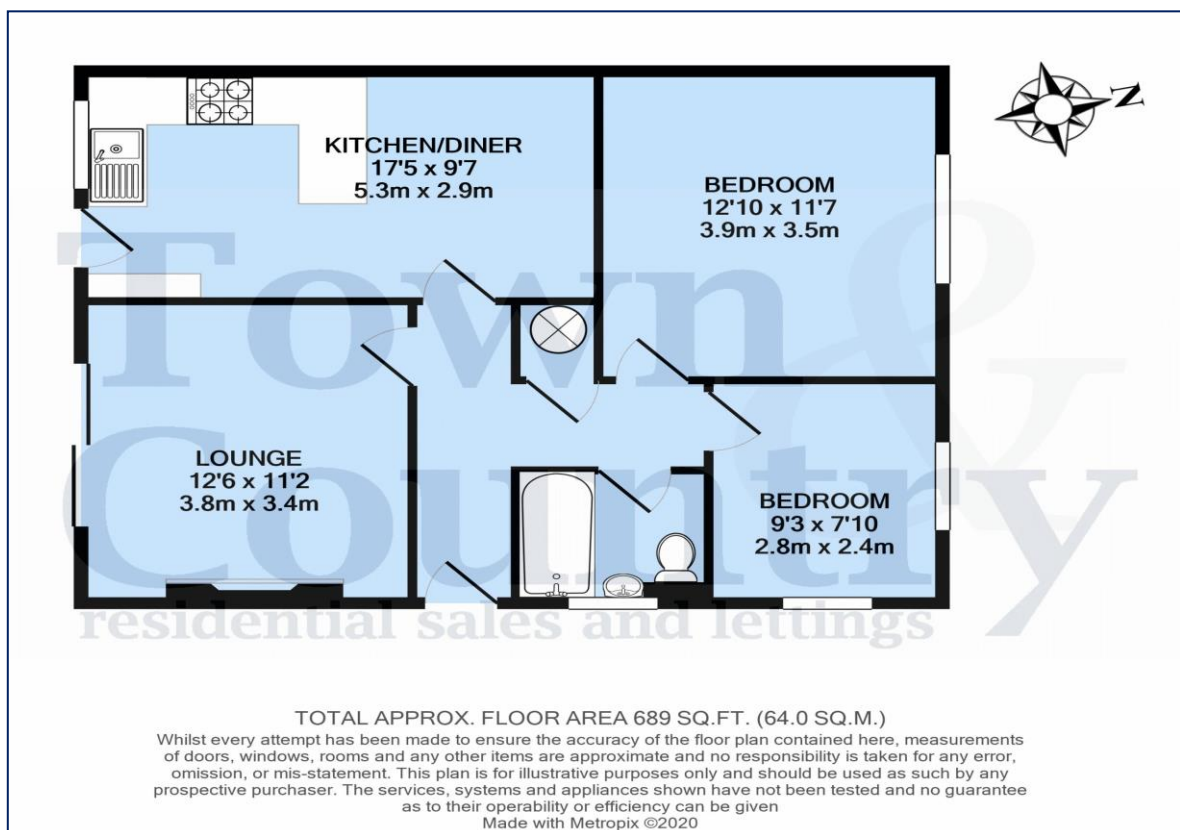 N
KITCHEN/DINER
17'5 x 9'7
5.3m x 2.9m
BEDROOM
12'10 x 11'7
3.9m x 3.5m
LOUNGE
12'6 x 11'2
3.8m x 3.4m
BEDROOM
9'3 x 7'10
2.8m x 2.4m
Town &
Country
residential sales and lettings
TOTAL APPROX. FLOOR AREA 689 SQ.FT. (64.0 SQ.M.)
Whilst every attempt has been made to ensure the accuracy of the floor plan contained here, measurements
of doors, windows, rooms and any other items are approximate and no responsibility is taken for any error,
omission, or mis-statement. This plan is for illustrative purposes only and should be used as such by any
prospective purchaser. The services, systems and appliances shown have not been tested and no guarantee
as to their operability or efficiency can be given
Made with Metropix ©2020